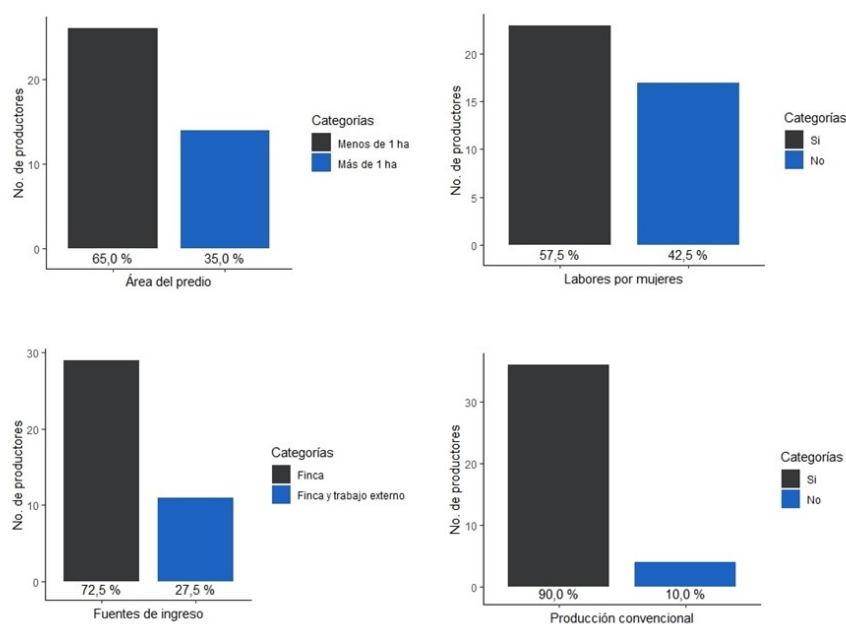 No. de productores
20
10
0
65,0 %
35,0 %
Área del predio
Categorías
Menos de 1 ha
Más de 1 ha
No. de productores
20
15
10
5
0
57,5 %
42,5 %
Labores por mujeres
Categorías
Si
No
No. de productores
30
20
10
0
72,5 %
27,5 %
Fuentes de ingreso
Categorías
Finca
Finca y trabajo externo
No. de productores
30
20
10
0
90,0 %
10,0 %
Producción convencional
Categorías
Si
No